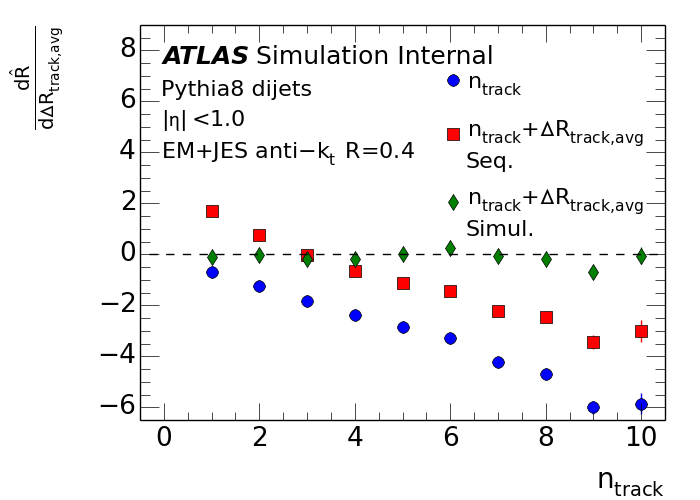 dR̂
dΔR_track,avg
ATLAS Simulation Internal
Pythia8 dijets
|η| <1.0
EM+JES anti−k_t R=0.4
n_track
n_track+ΔR_track,avg
Seq.
n_track+ΔR_track,avg
Simul.
8
6
4
2
0
−2
−4
−6
0 2 4 6 8 10
n_track